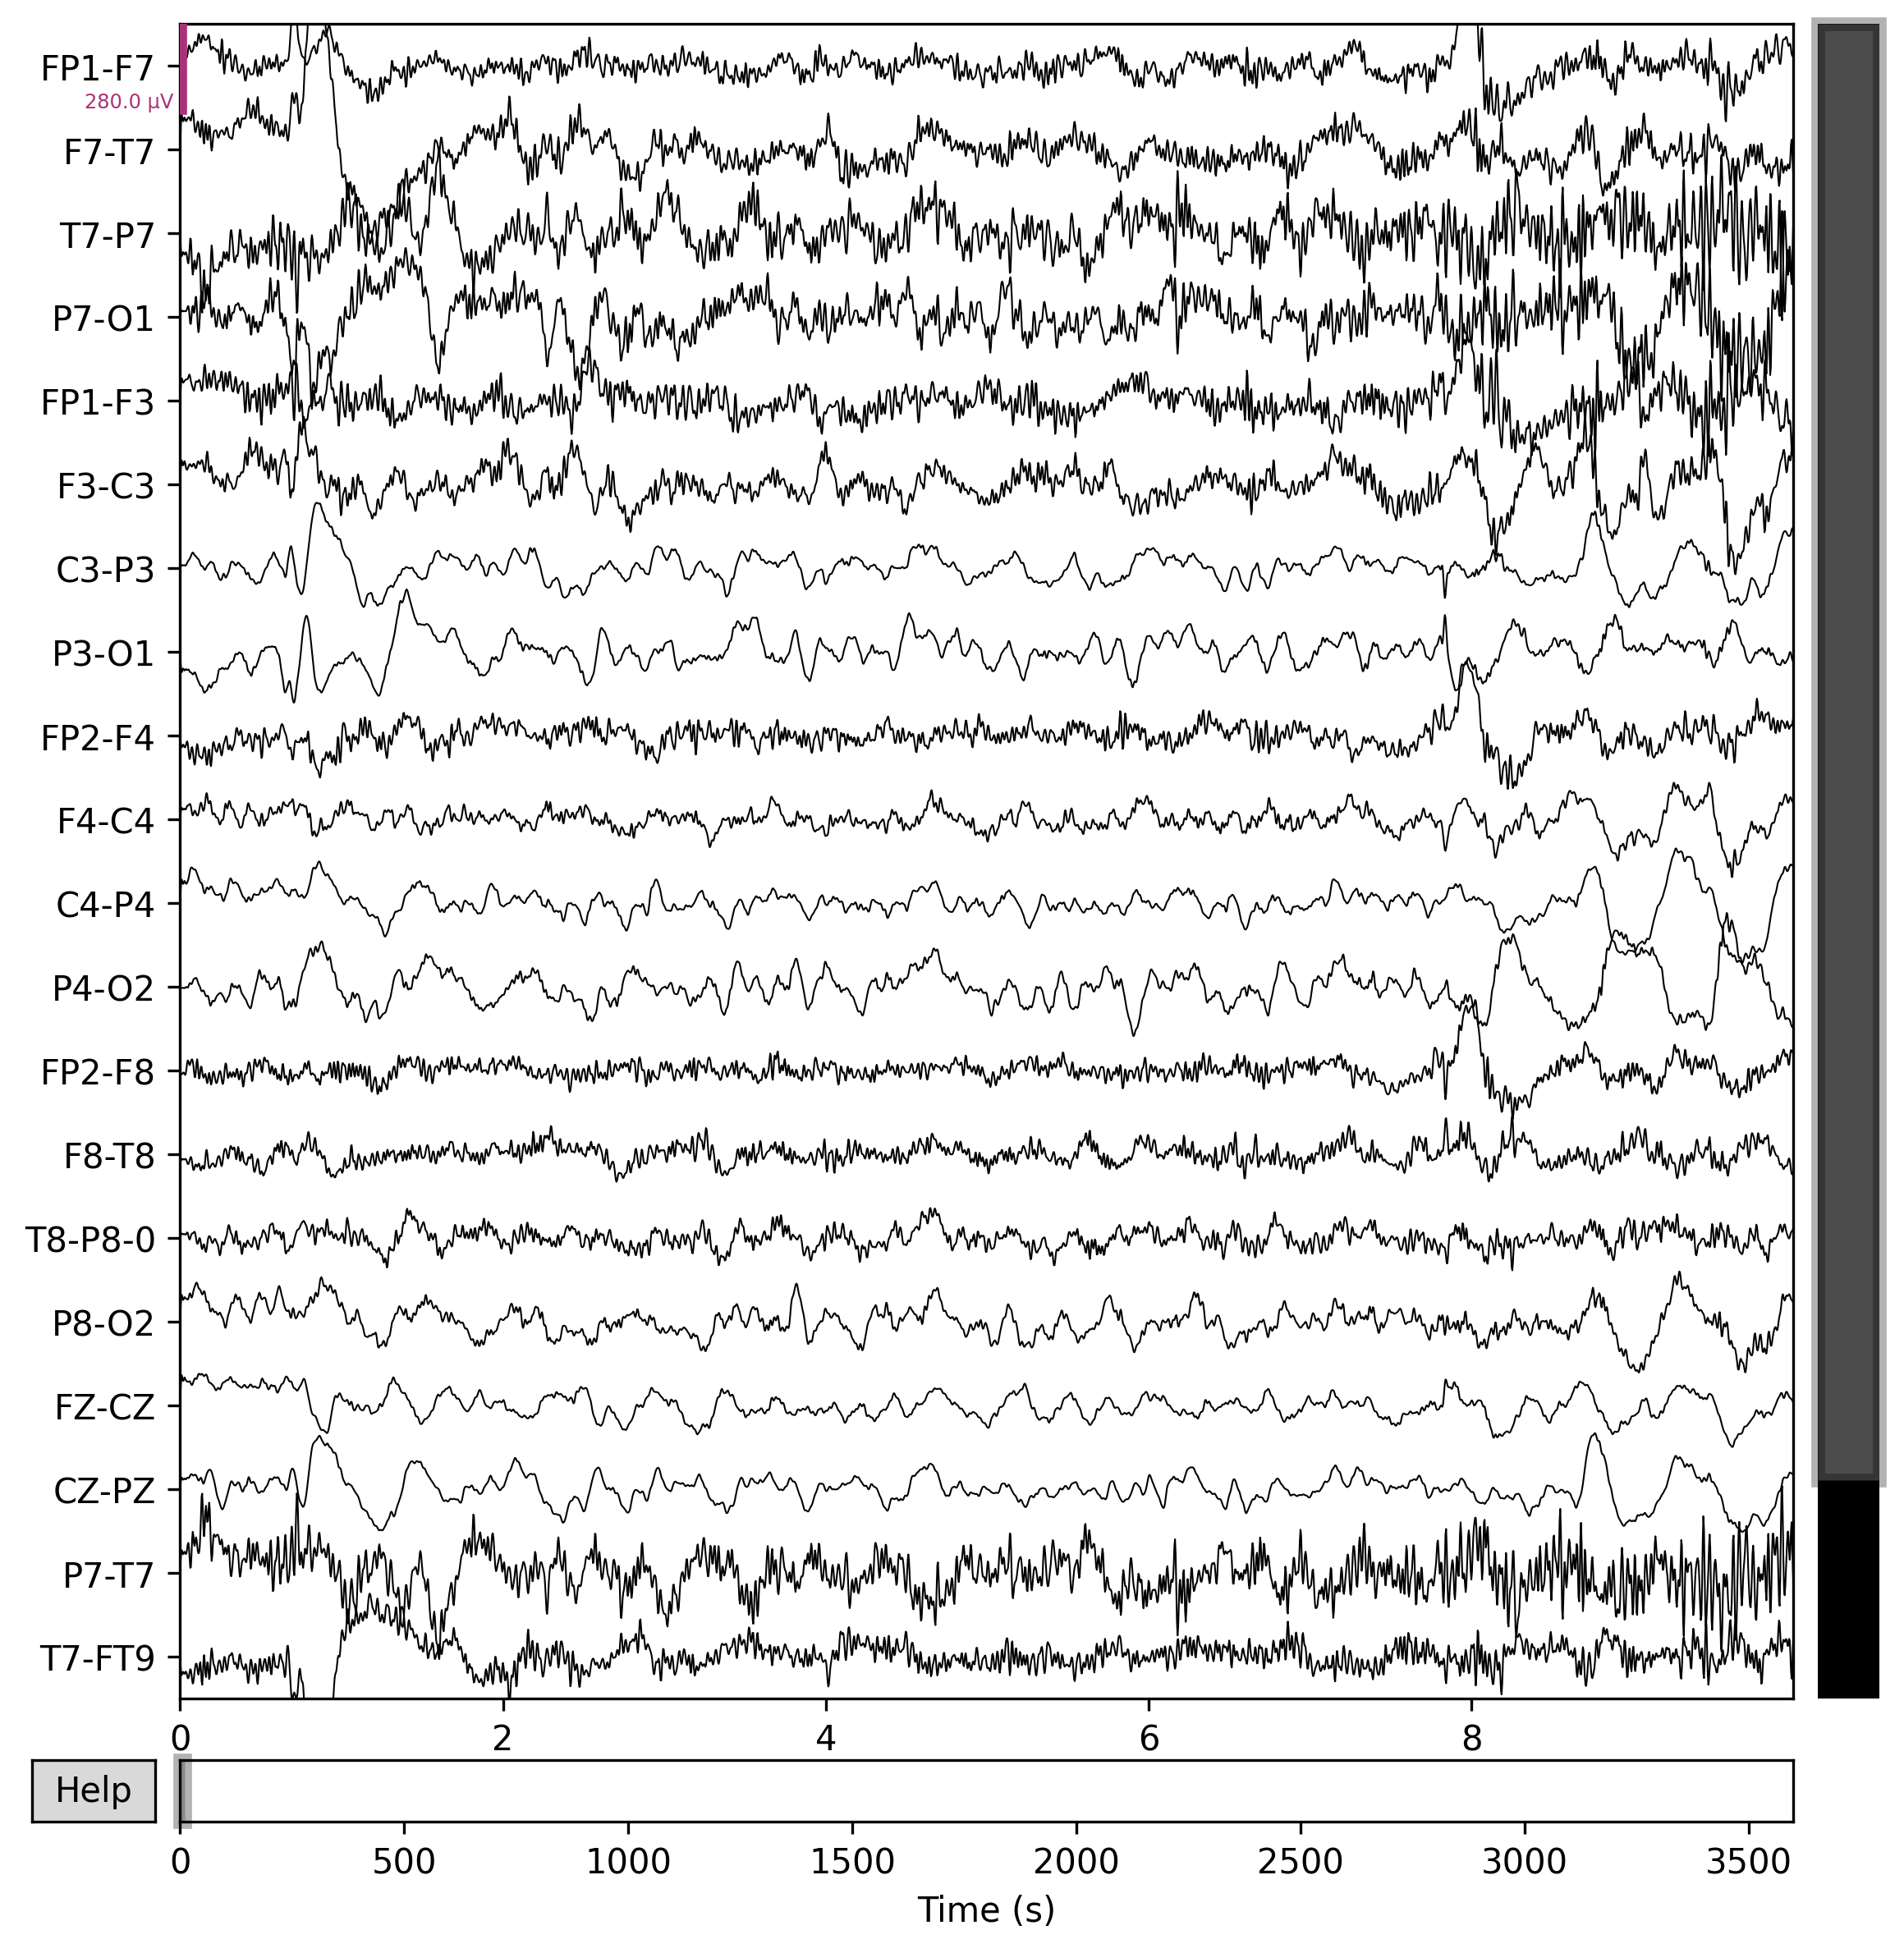 FP1-F7
280.0 µV
F7-T7
T7-P7
P7-O1
FP1-F3
F3-C3
C3-P3
P3-O1
FP2-F4
F4-C4
C4-P4
P4-O2
FP2-F8
F8-T8
T8-P8-0
P8-O2
FZ-CZ
CZ-PZ
P7-T7
T7-FT9
0 2 4 6 8
Help
0 500 1000 1500 2000 2500 3000 3500
Time (s)